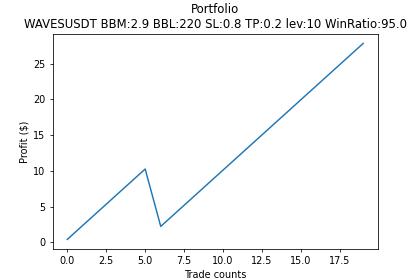 Portfolio
WAVESUSDT BBM:2.9 BBL:220 SL:0.8 TP:0.2 lev:10 WinRatio:95.0
Profit ($)
25
20
15
10
5
0
0.0 2.5 5.0 7.5 10.0 12.5 15.0 17.5
Trade counts